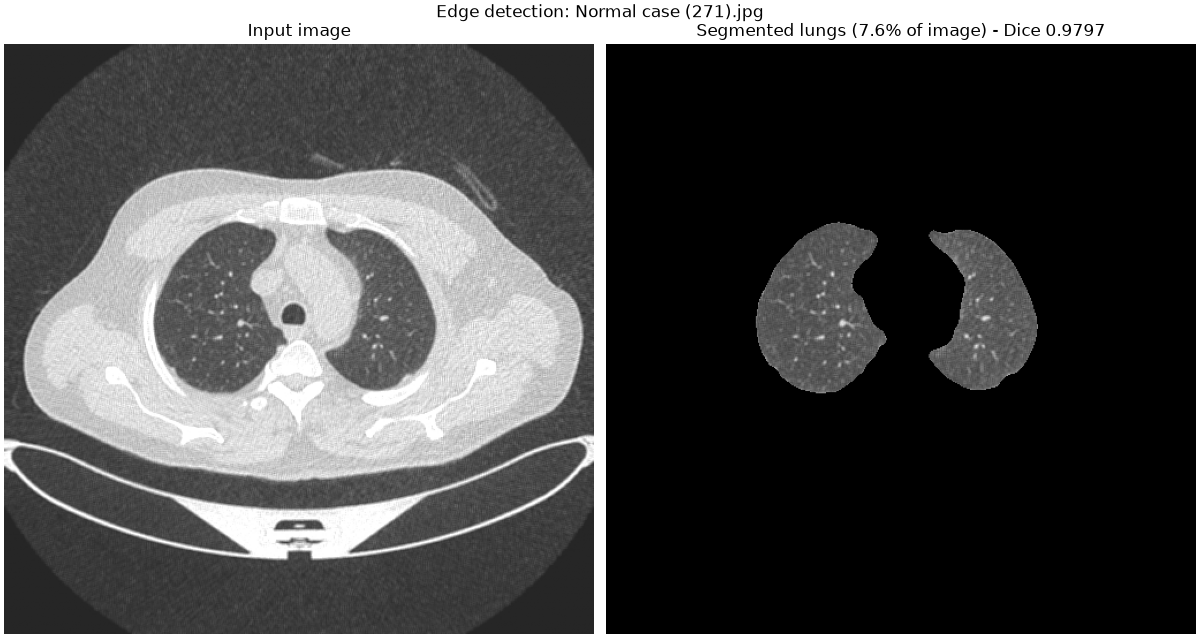 Edge detection: Normal case (271).jpg
Input image
Segmented lungs (7.6% of image) - Dice 0.9797